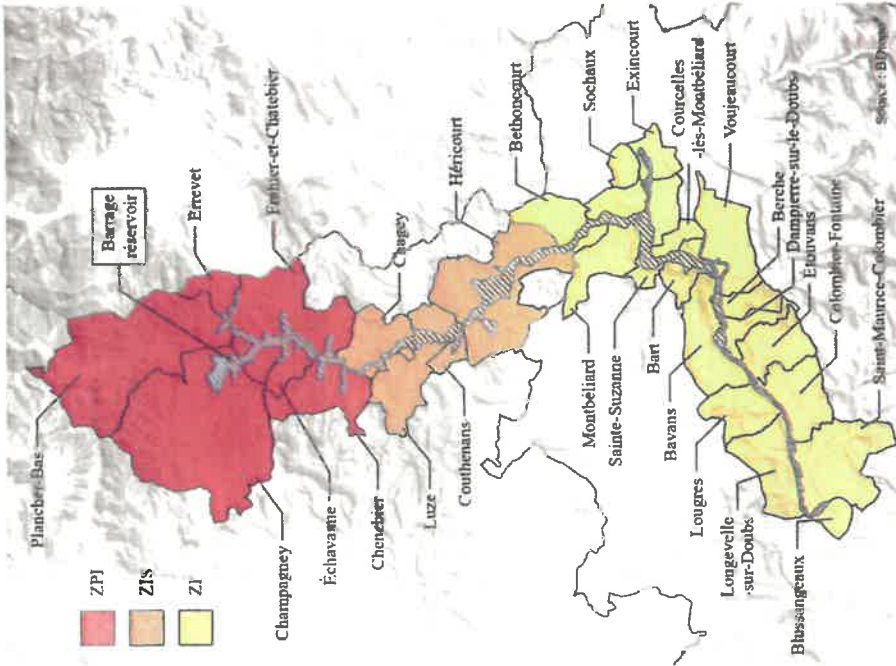 ZPI
ZIs
ZI
Plancher-Bas
Barrage
réservoir
Errevet
Frahier-et-Chatebier
Champagney
Échavanne
Chenebier
Chagey
Héricourt
Luze
Couthenans
Bethoncourt
Sochaux
Exincourt
Montbéliard
Sainte-Suzanne
Bart
Courcelles
-lès-Montbéliard
Voujeaucourt
Bavans
Berche
Dampierre-sur-le-Doubs
Étouvans
Colombier-Fontaine
Lougres
Longevelle
-sur-Doubs
Saint-Maurice-Colombier
Blussangeaux
Source :